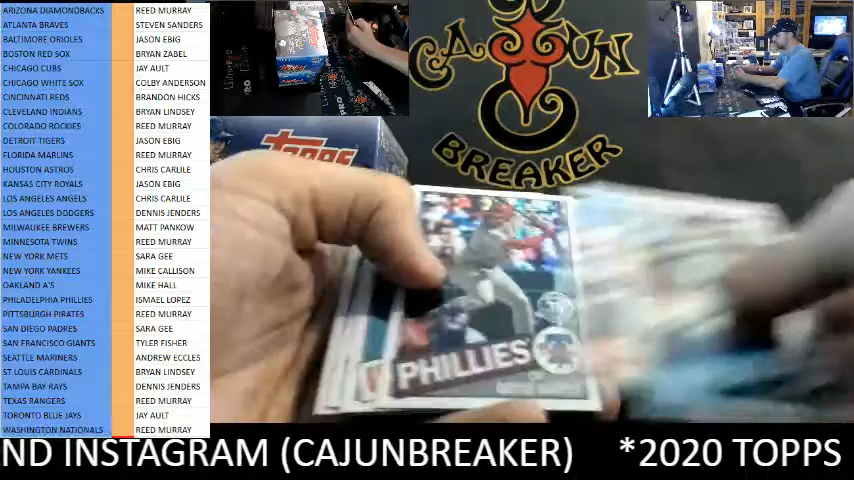 ARIZONA DIAMONDBACKS REED MURRAY
ATLANTA BRAVES STEVEN SANDERS
BALTIMORE ORIOLES JASON EBIG
BOSTON RED SOX BRYAN ZABEL
CHICAGO CUBS JAY AULT
CHICAGO WHITE SOX COLBY ANDERSON
CINCINNATI REDS BRANDON HICKS
CLEVELAND INDIANS BRYAN LINDSEY
COLORADO ROCKIES REED MURRAY
DETROIT TIGERS JASON EBIG
FLORIDA MARLINS REED MURRAY
HOUSTON ASTROS CHRIS CARLILE
KANSAS CITY ROYALS JASON EBIG
LOS ANGELES ANGELS CHRIS CARLILE
LOS ANGELES DODGERS DENNIS JENDERS
MILWAUKEE BREWERS MATT PANKOW
MINNESOTA TWINS REED MURRAY
NEW YORK METS SARA GEE
NEW YORK YANKEES MIKE CALLISON
OAKLAND A'S MIKE HALL
PHILADELPHIA PHILLIES ISMAEL LOPEZ
PITTSBURGH PIRATES REED MURRAY
SAN DIEGO PADRES SARA GEE
SAN FRANCISCO GIANTS TYLER FISHER
SEATTLE MARINERS ANDREW ECCLES
ST LOUIS CARDINALS BRYAN LINDSEY
TAMPA BAY RAYS DENNIS JENDERS
TEXAS RANGERS REED MURRAY
TORONTO BLUE JAYS JAY AULT
WASHINGTON NATIONALS REED MURRAY
CAJUN
BREAKER
Topps
PHILLIES
ND INSTAGRAM (CAJUNBREAKER) *2020 TOPPS